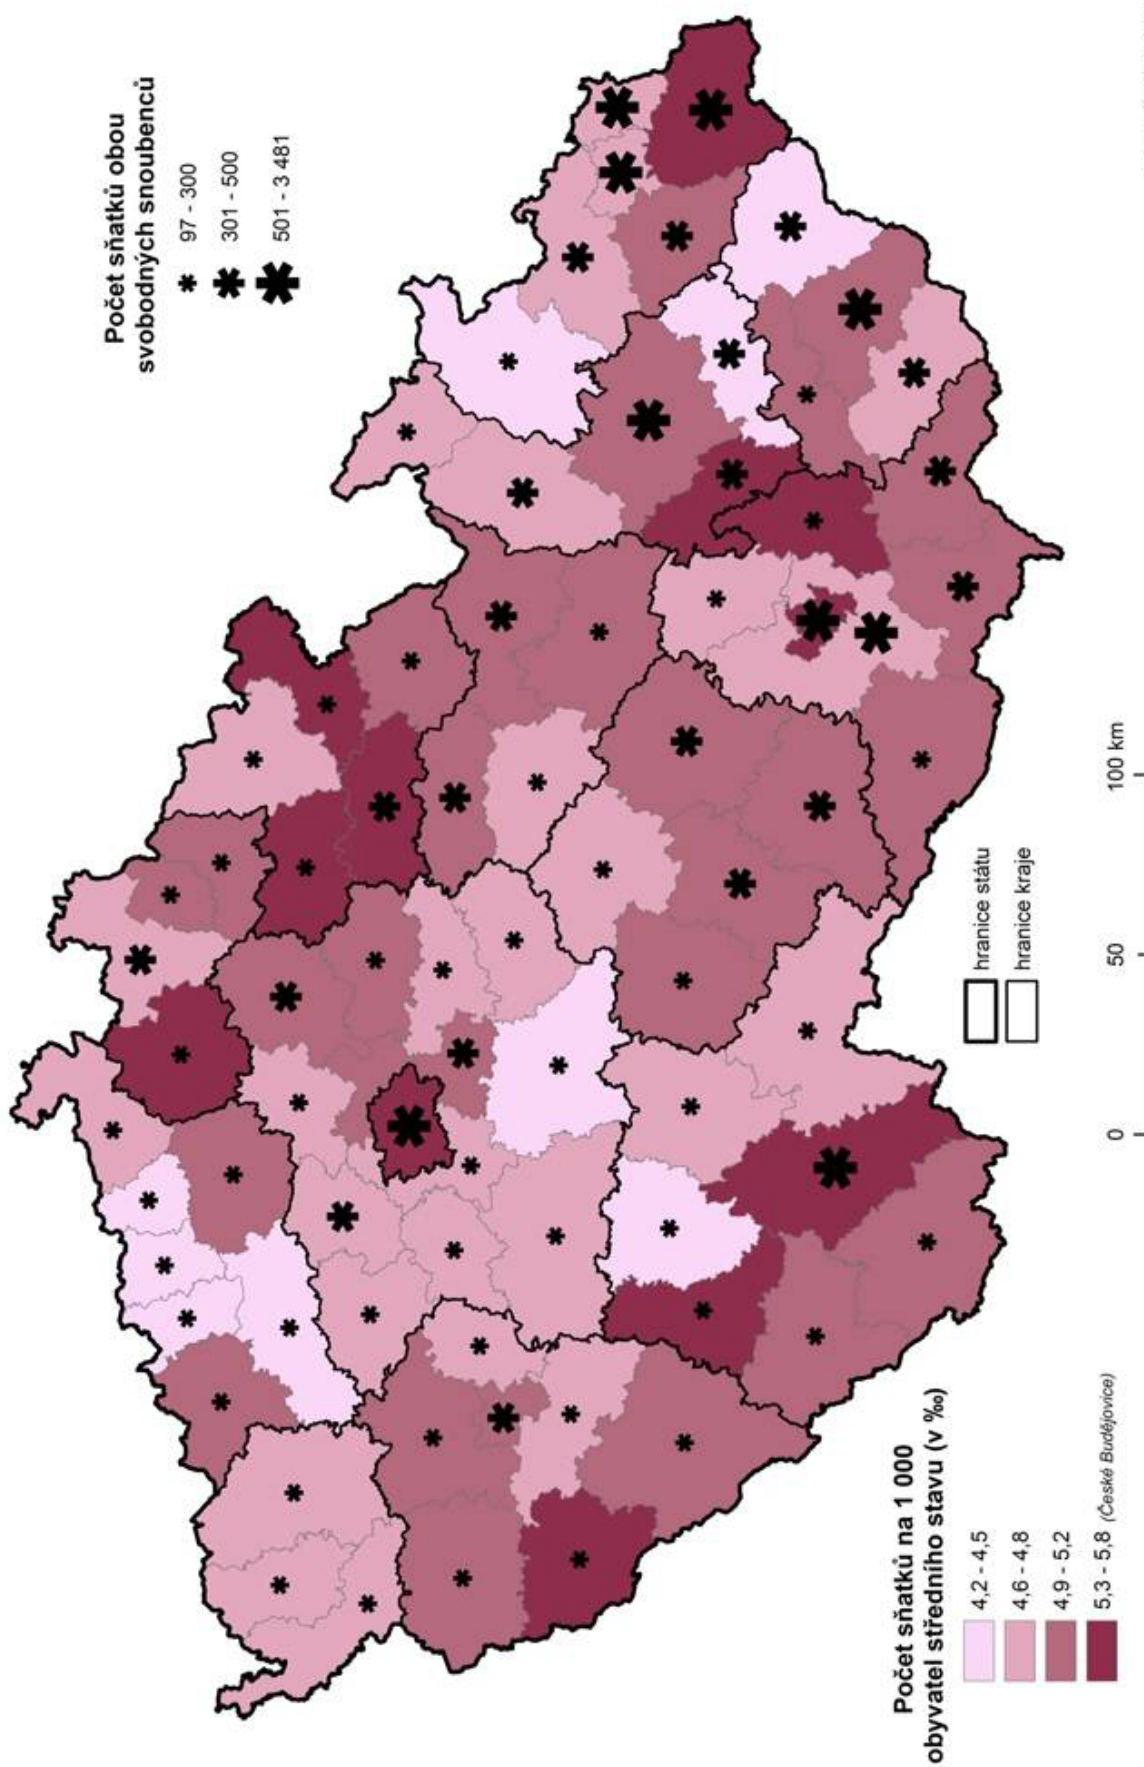 Počet sňatků obou
svobodných snoubenců
97 - 300
301 - 500
501 - 3 481
Počet sňatků na 1 000
obyvatel středního stavu (v ‰)
4,2 - 4,5
4,6 - 4,8
4,9 - 5,2
5,3 - 5,8 (České Budějovice)
hranice státu
hranice kraje
0 50 100 km